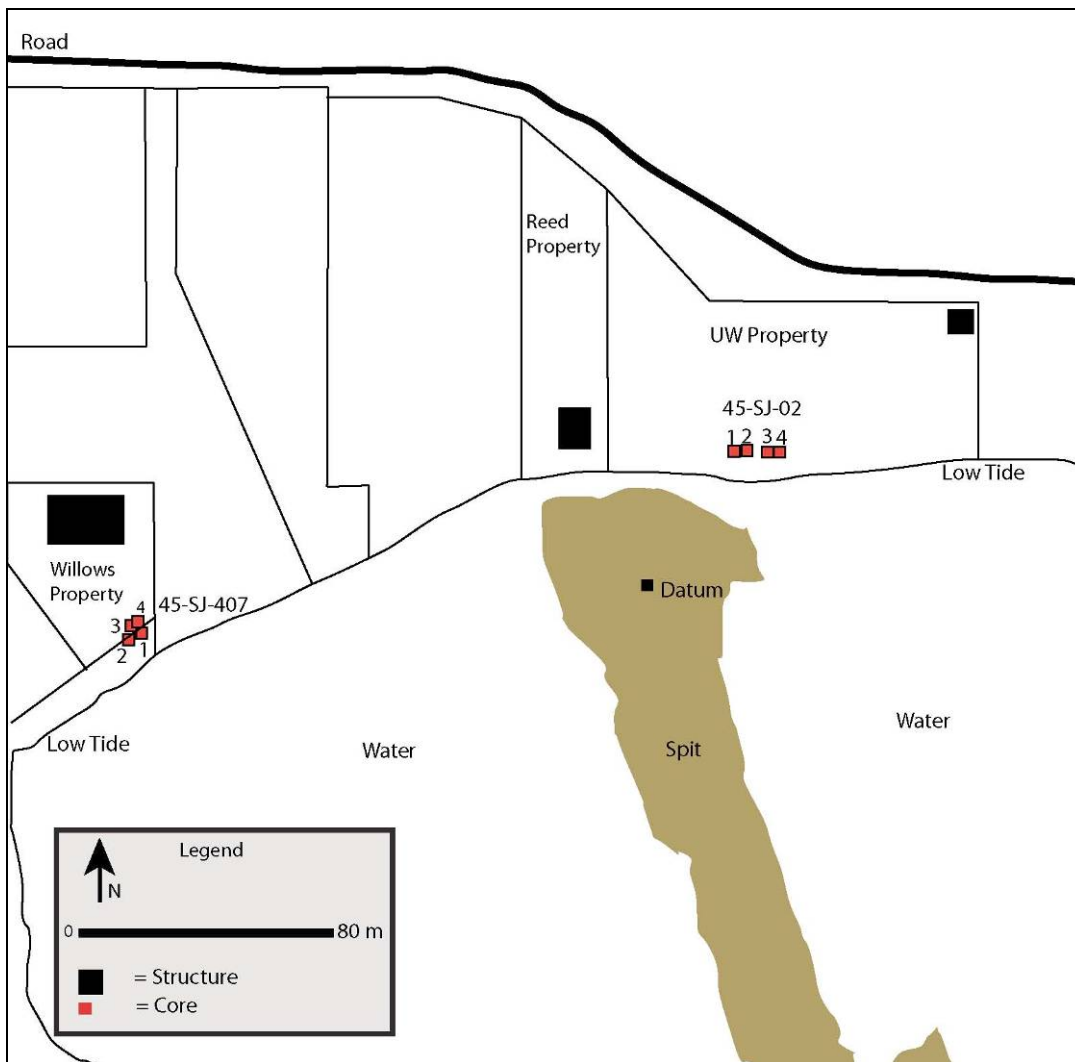 Road
Reed
Property
UW Property
45-SJ-02
1 2 3 4
Low Tide
Willows
Property
45-SJ-407
4
3
2
1
Datum
Low Tide
Water
Spit
Water
Legend
N
0 80 m
= Structure
= Core